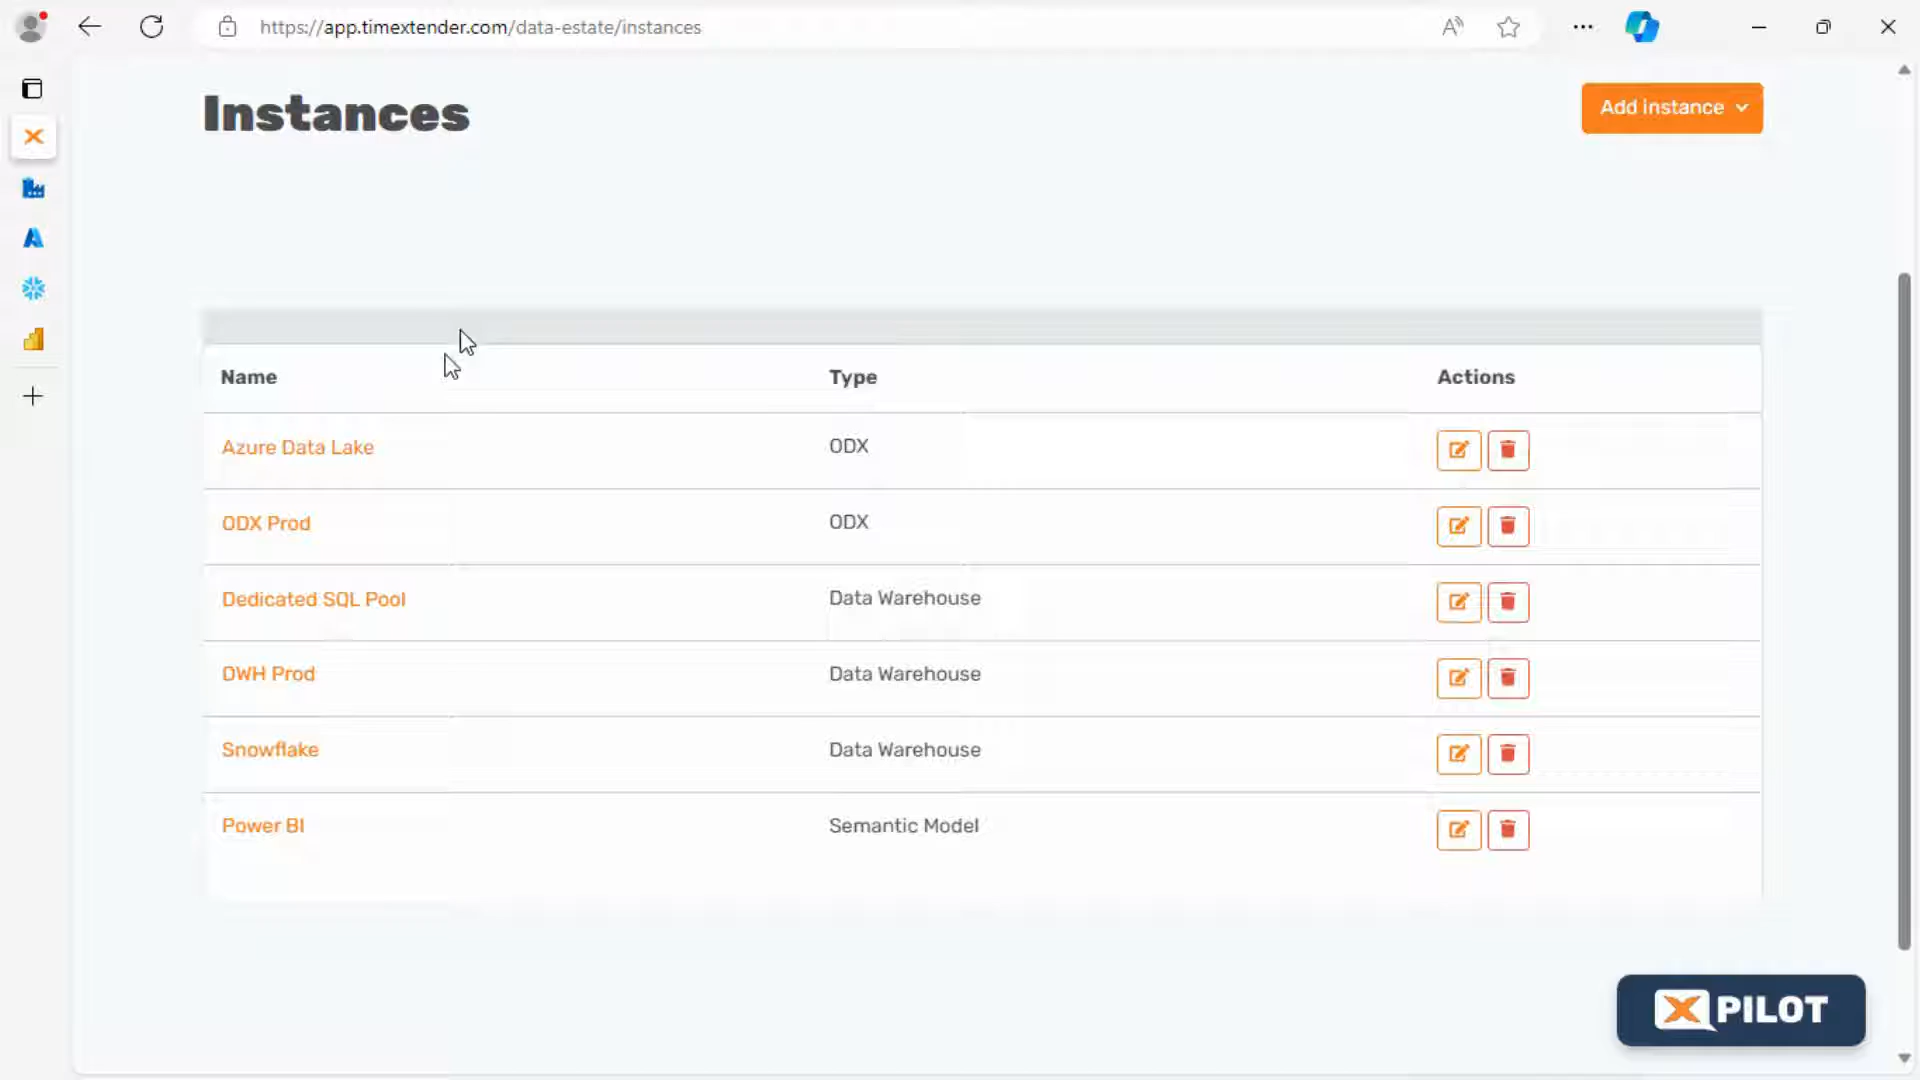 https://app.timextender.com/data-estate/instances
Instances
Add instance
Name Type Actions
Azure Data Lake ODX
ODX Prod ODX
Dedicated SQL Pool Data Warehouse
DWH Prod Data Warehouse
Snowflake Data Warehouse
Power BI Semantic Model
XPILOT